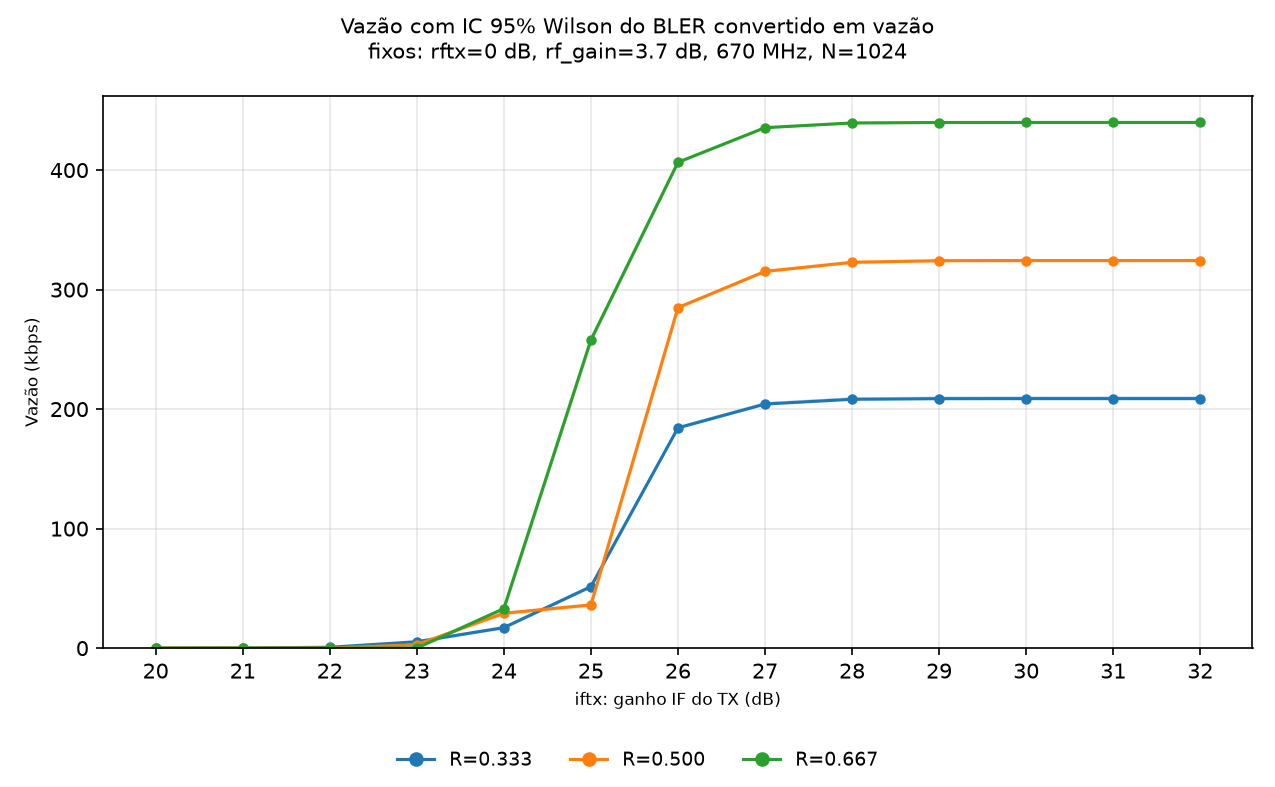 Vazão com IC 95% Wilson do BLER convertido em vazão
fixos: rftx=0 dB, rf_gain=3.7 dB, 670 MHz, N=1024
Vazão (kbps)
400
300
200
100
0
20 21 22 23 24 25 26 27 28 29 30 31 32
iftx: ganho IF do TX (dB)
R=0.333 R=0.500 R=0.667